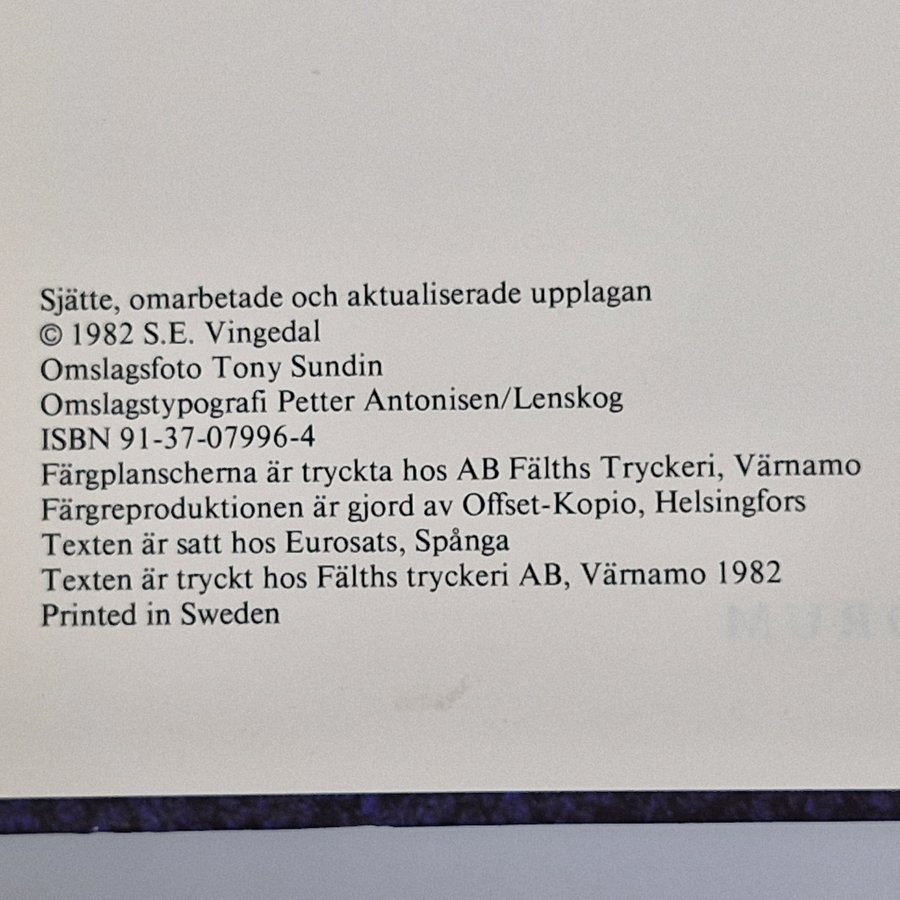 Sjätte, omarbetade och aktualiserade upplagan
© 1982 S.E. Vingedal
Omslagsfoto Tony Sundin
Omslagstypografi Petter Antonisen/Lenskog
ISBN 91-37-07996-4
Färgplanscherna är tryckta hos AB Fälths Tryckeri, Värnamo
Färgreproduktionen är gjord av Offset-Kopio, Helsingfors
Texten är satt hos Eurosats, Spånga
Texten är tryckt hos Fälths tryckeri AB, Värnamo 1982
Printed in Sweden